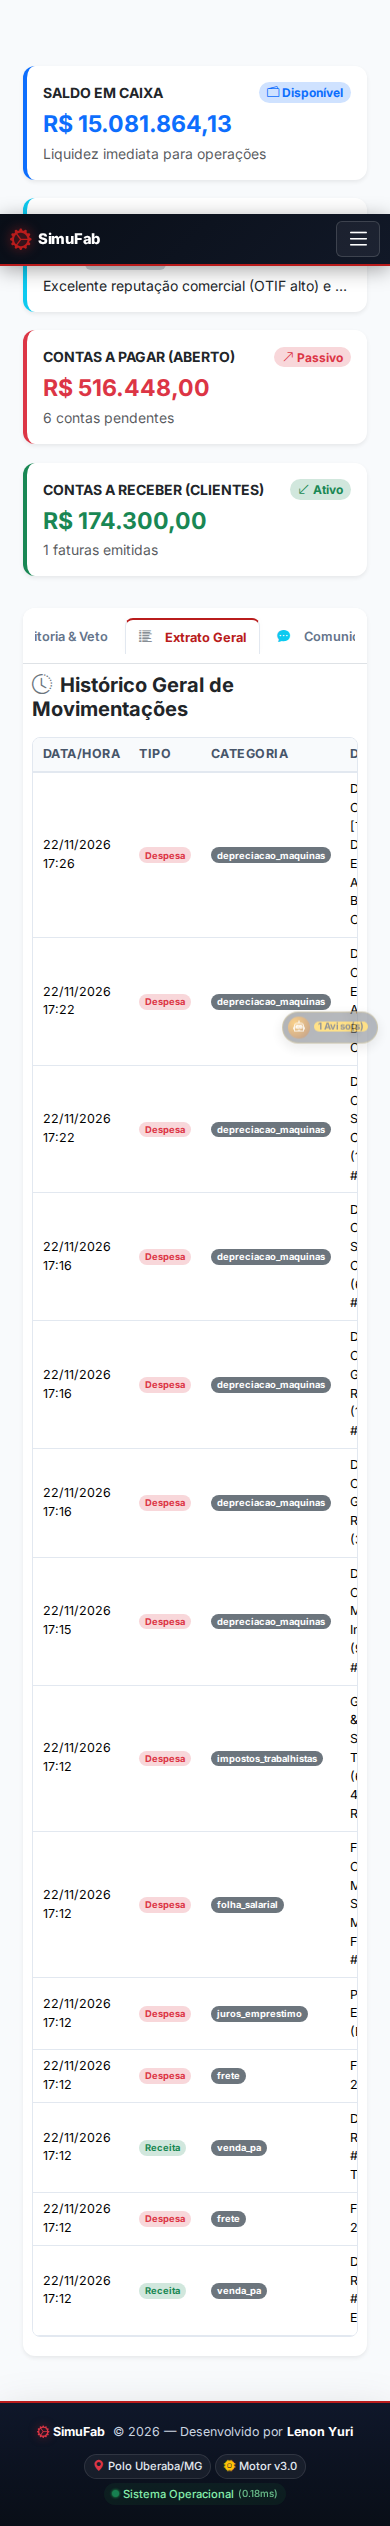 SALDO EM CAIXA
Disponível
R$ 15.081.864,13
Liquidez imediata para operações
SimuFab
Excelente reputação comercial (OTIF alto) e ...
CONTAS A PAGAR (ABERTO)
Passivo
R$ 516.448,00
6 contas pendentes
CONTAS A RECEBER (CLIENTES)
Ativo
R$ 174.300,00
1 faturas emitidas
itoria & Veto
Extrato Geral
Comunic
Histórico Geral de
Movimentações
DATA/HORA TIPO CATEGORIA
22/11/2026
17:26
Despesa
depreciacao_maquinas
22/11/2026
17:22
Despesa
depreciacao_maquinas
1 Aviso(s)
22/11/2026
17:22
Despesa
depreciacao_maquinas
22/11/2026
17:16
Despesa
depreciacao_maquinas
22/11/2026
17:16
Despesa
depreciacao_maquinas
22/11/2026
17:16
Despesa
depreciacao_maquinas
22/11/2026
17:15
Despesa
depreciacao_maquinas
22/11/2026
17:12
Despesa
impostos_trabalhistas
22/11/2026
17:12
Despesa
folha_salarial
22/11/2026
17:12
Despesa
juros_emprestimo
22/11/2026
17:12
Despesa
frete
22/11/2026
17:12
Receita
venda_pa
22/11/2026
17:12
Despesa
frete
22/11/2026
17:12
Receita
venda_pa
SimuFab © 2026 — Desenvolvido por Lenon Yuri
Polo Uberaba/MG
Motor v3.0
Sistema Operacional (0.18ms)